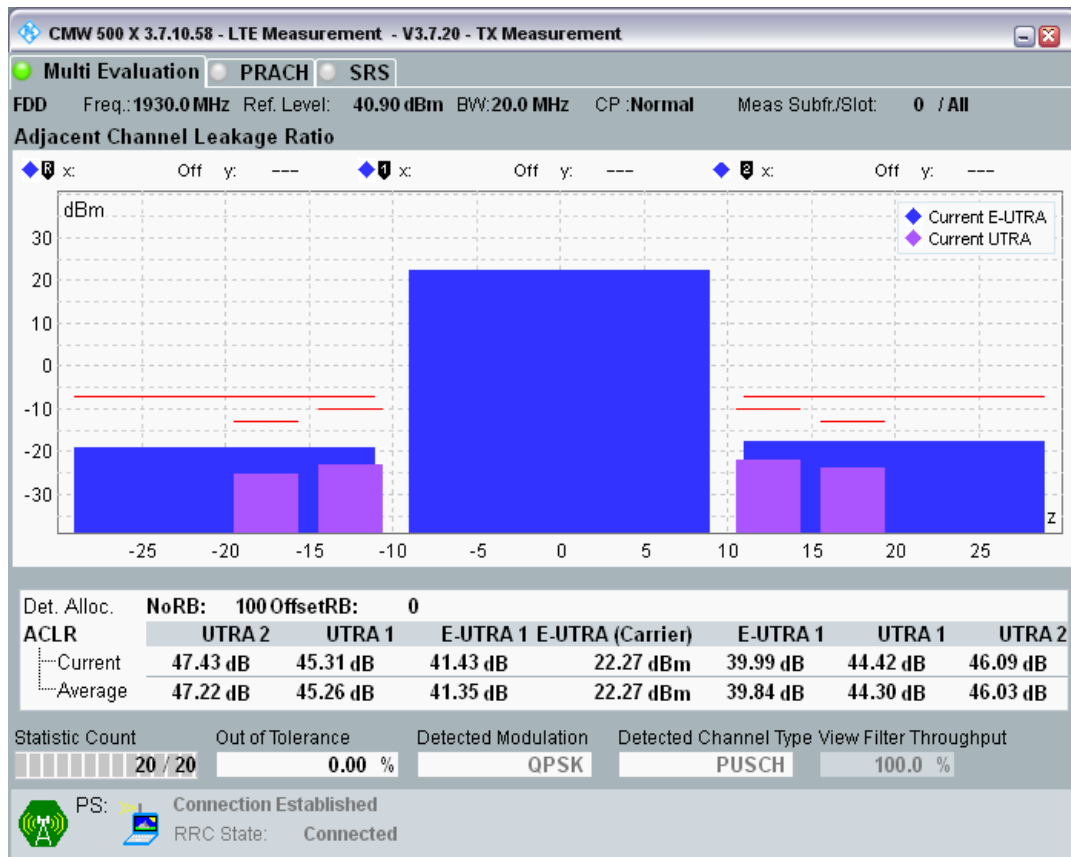 CMW 500 X 3.7.10.58 - LTE Measurement - V3.7.20 - TX Measurement
Multi Evaluation PRACH SRS
FDD Freq.:1930.0 MHz Ref. Level: 40.90 dBm BW:20.0 MHz CP :Normal Meas Subfr./Slot: 0 / All
Adjacent Channel Leakage Ratio
R x: Off y: --- 1 x: Off y: --- 2 x: Off y: ---
dBm
Current E-UTRA
Current UTRA
30
20
10
0
-10
-20
-30
z
-25 -20 -15 -10 -5 0 5 10 15 20 25
Det. Alloc. NoRB: 100 OffsetRB: 0
ACLR UTRA 2 UTRA 1 E-UTRA 1 E-UTRA (Carrier) E-UTRA 1 UTRA 1 UTRA 2
Current 47.43 dB 45.31 dB 41.43 dB 22.27 dBm 39.99 dB 44.42 dB 46.09 dB
Average 47.22 dB 45.26 dB 41.35 dB 22.27 dBm 39.84 dB 44.30 dB 46.03 dB
Statistic Count Out of Tolerance Detected Modulation Detected Channel Type View Filter Throughput
20 / 20 0.00 % QPSK PUSCH 100.0 %
PS: Connection Established
RRC State: Connected